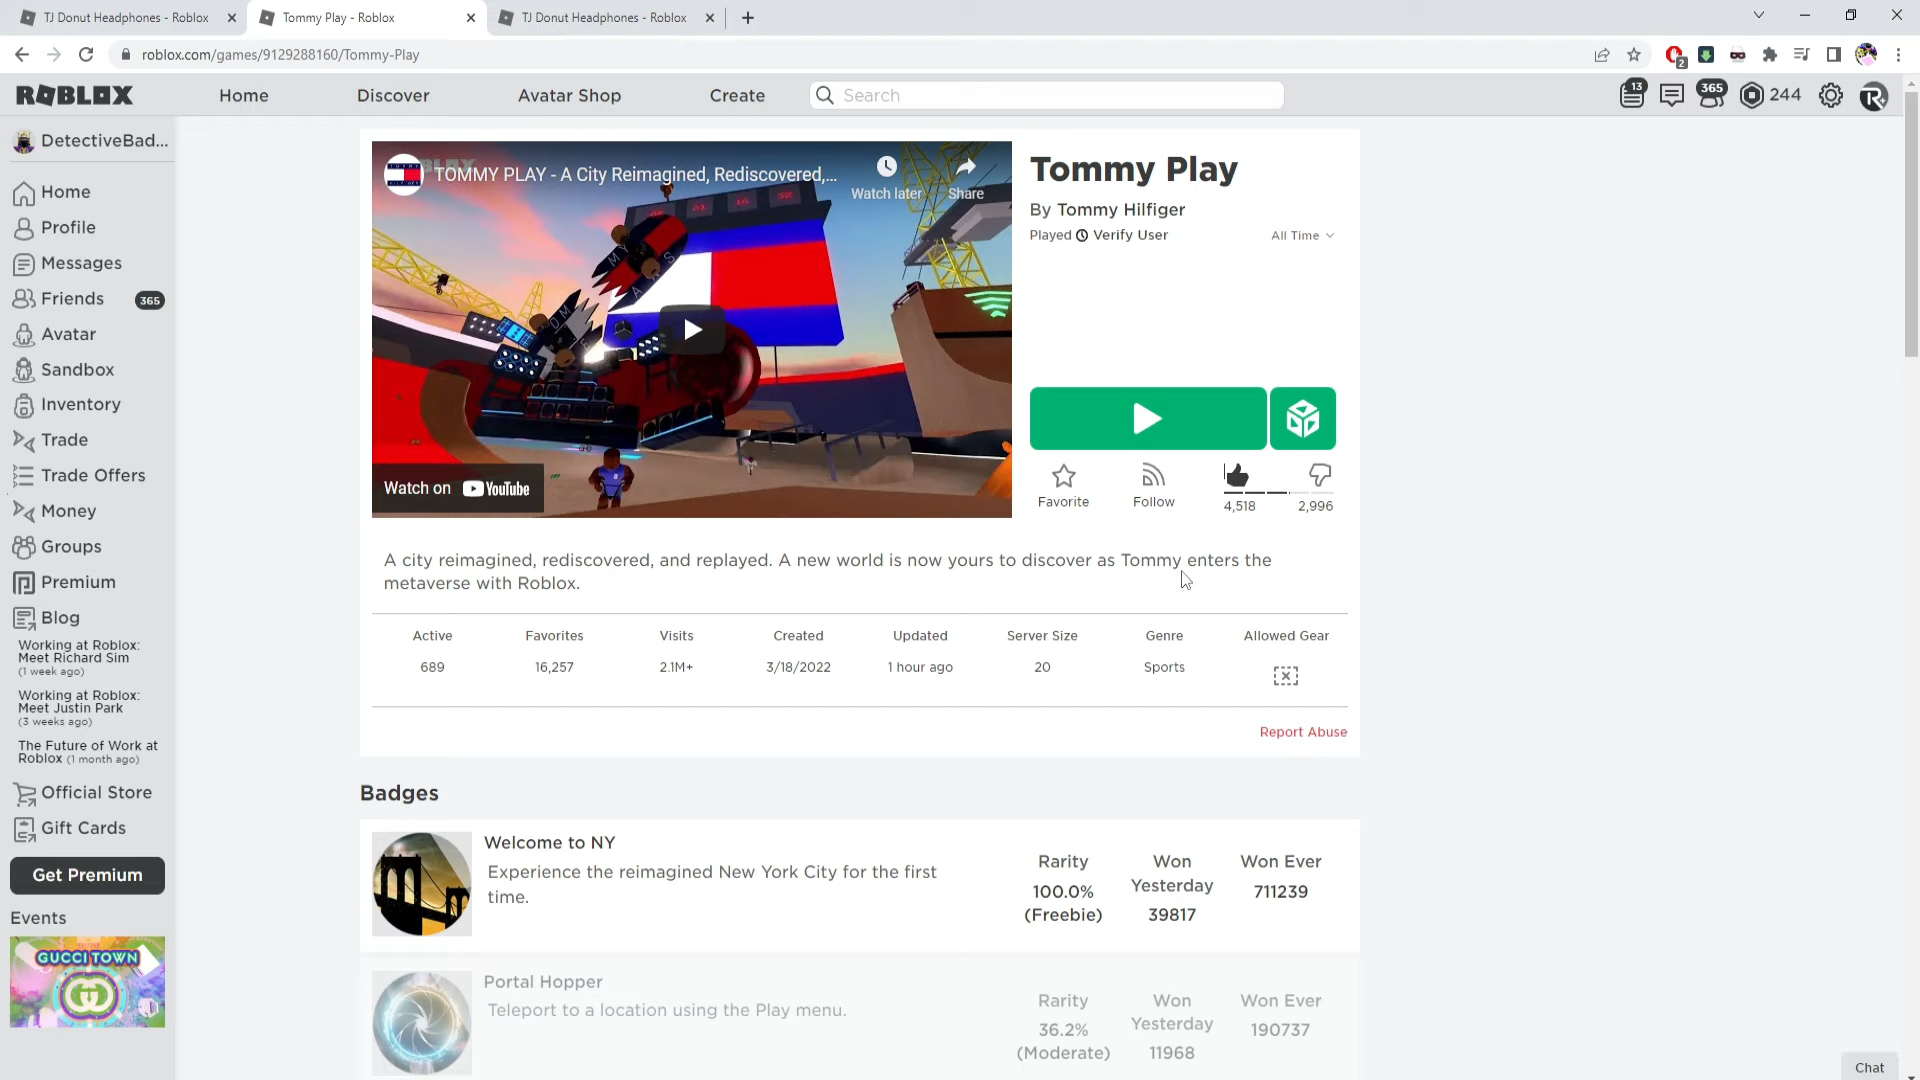 TJ Donut Headphones - Roblox
Tommy Play - Roblox
TJ Donut Headphones - Roblox
roblox.com/games/9129288160/Tommy-Play
2
ROBLOX
Home
Discover
Avatar Shop
Create
Search
13
365
244
DetectiveBad...
Home
Profile
Messages
Friends 365
Avatar
Sandbox
Inventory
Trade
Trade Offers
Money
Groups
Premium
Blog
Working at Roblox:
Meet Richard Sim
(1 week ago)
Working at Roblox:
Meet Justin Park
(3 weeks ago)
The Future of Work at
Roblox (1 month ago)
Official Store
Gift Cards
Get Premium
Events
GUCCI TOWN
TOMMY PLAY - A City Reimagined, Rediscovered,...
Watch later
Share
Watch on YouTube
Tommy Play
By Tommy Hilfiger
Played Verify User
All Time
Favorite
Follow
4,518
2,996
A city reimagined, rediscovered, and replayed. A new world is now yours to discover as Tommy enters the
metaverse with Roblox.
Active Favorites Visits Created Updated Server Size Genre Allowed Gear
689 16,257 2.1M+ 3/18/2022 1 hour ago 20 Sports
Report Abuse
Badges
Welcome to NY
Experience the reimagined New York City for the first
time.
Rarity
100.0%
(Freebie)
Won
Yesterday
39817
Won Ever
711239
Portal Hopper
Teleport to a location using the Play menu.
Rarity
36.2%
(Moderate)
Won
Yesterday
11968
Won Ever
190737
Chat